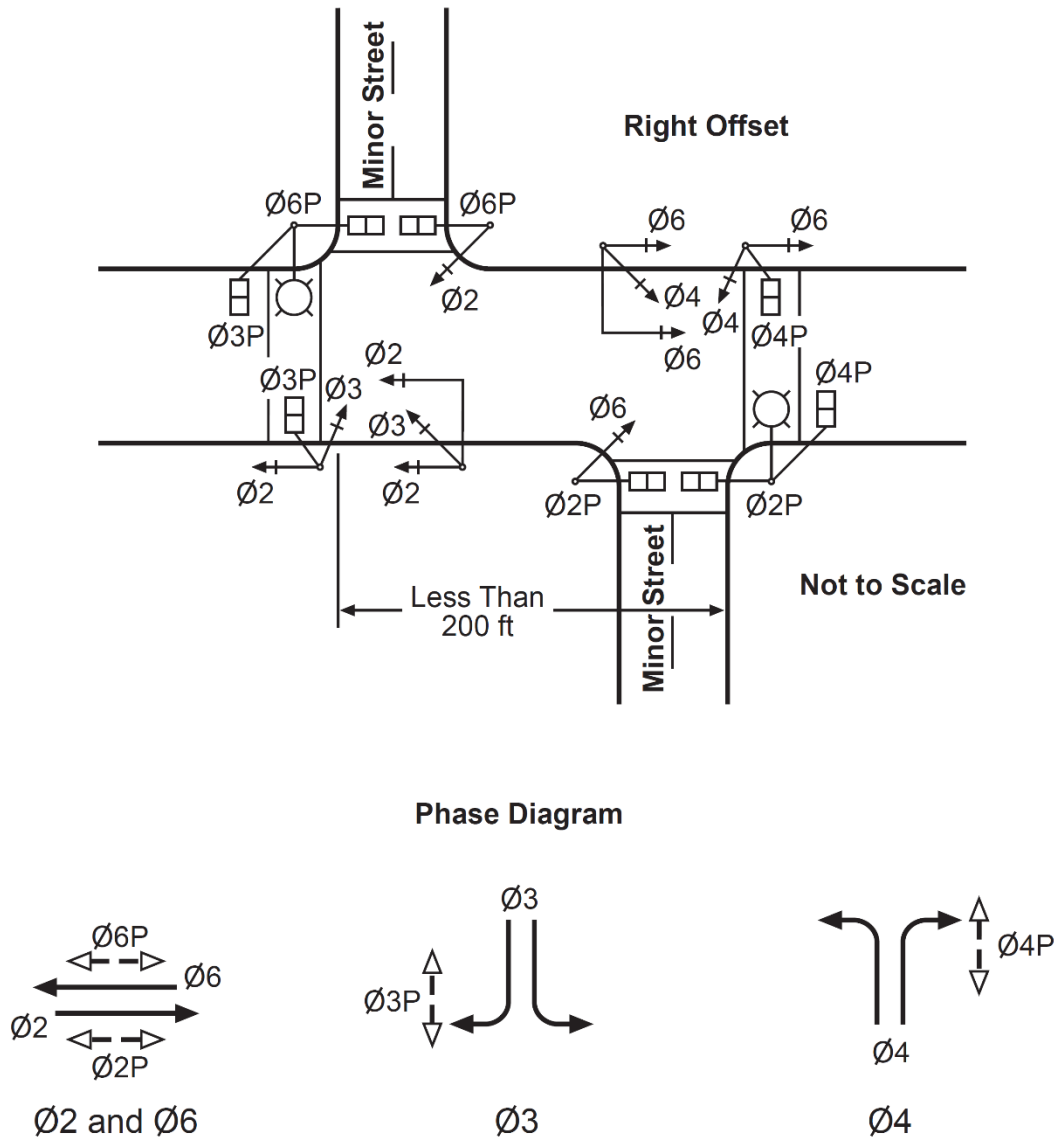 Minor Street
Right Offset
Ø6P
Ø6P
Ø6
Ø6
Ø2
Ø4
Ø4
Ø3P
Ø4P
Ø6
Ø2
Ø3P
Ø3
Ø4P
Ø3
Ø6
Ø2
Ø2
Ø2P
Ø2P
Minor Street
Not to Scale
Less Than
200 ft
Phase Diagram
Ø6P
Ø6
Ø2
Ø2P
Ø2 and Ø6
Ø3
Ø3P
Ø3
Ø4P
Ø4
Ø4